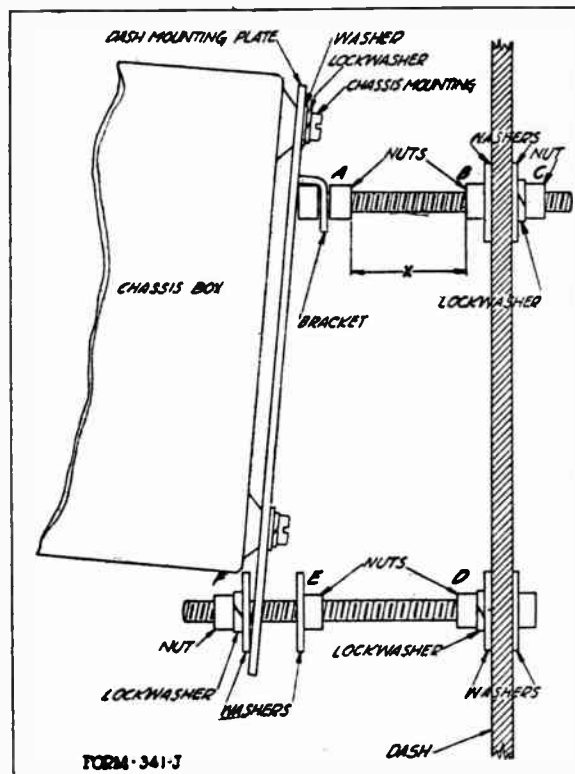 DASH MOUNTING PLATE
WASHER
LOCKWASHER
CHASSIS MOUNTING
WASHERS
NUT
A
NUTS
B
C
CHASSIS BOX
X
LOCKWASHER
BRACKET
E
NUTS
D
NUT
LOCKWASHER
LOCKWASHER
WASHERS
WASHERS
DASH
FORM-341-J